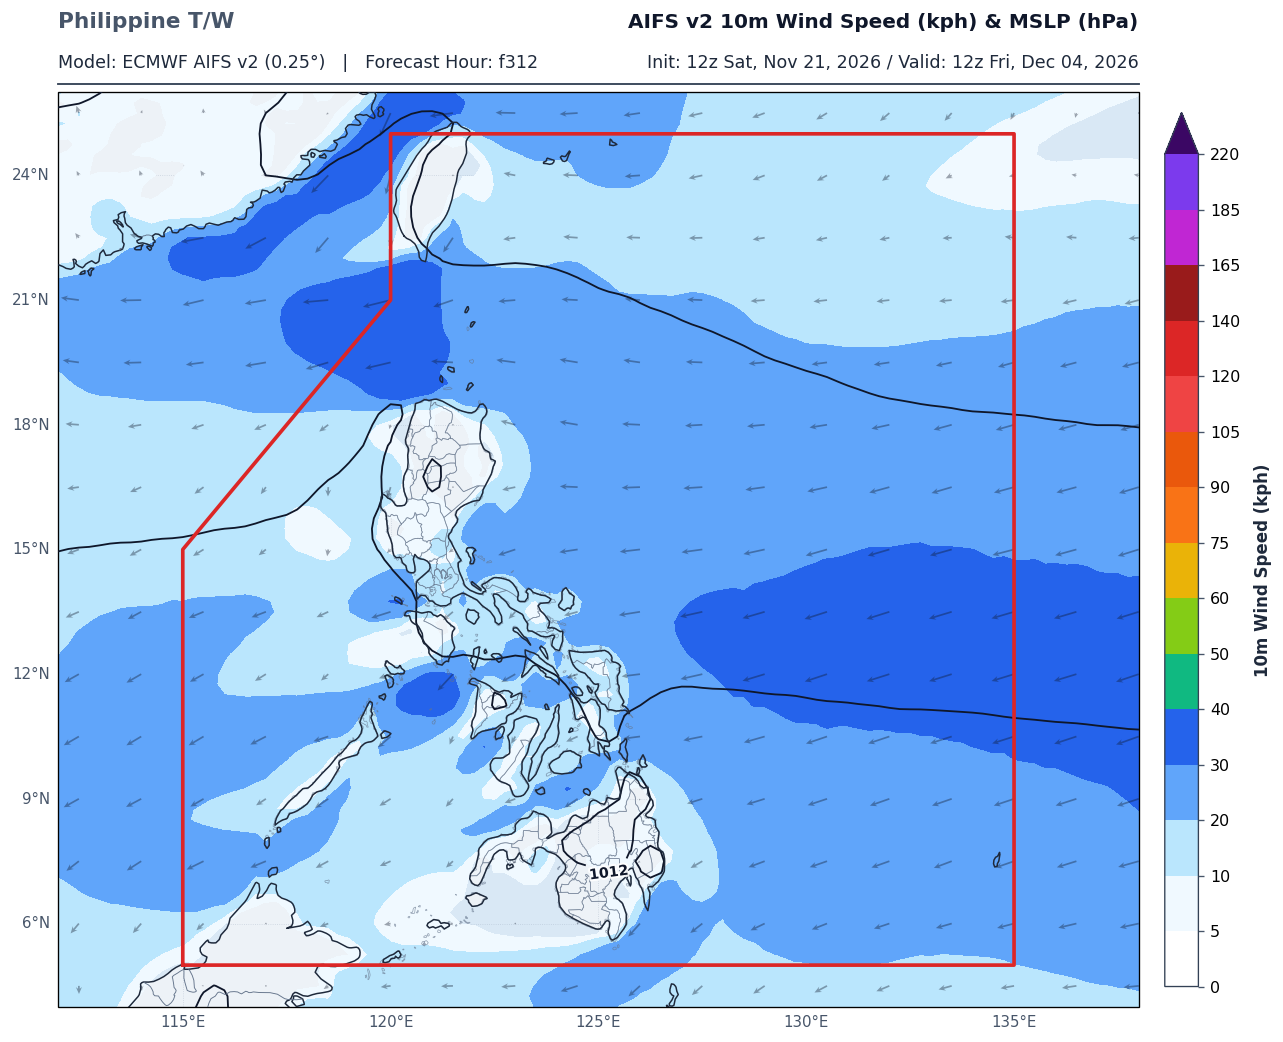 Philippine T/W
AIFS v2 10m Wind Speed (kph) & MSLP (hPa)
Model: ECMWF AIFS v2 (0.25°) | Forecast Hour: f312
Init: 12z Sat, Nov 21, 2026 / Valid: 12z Fri, Dec 04, 2026
24°N
21°N
18°N
15°N
12°N
9°N
6°N
1012
115°E
120°E
125°E
130°E
135°E
220
185
165
140
120
105
90
75
60
50
40
30
20
10
5
0
10m Wind Speed (kph)